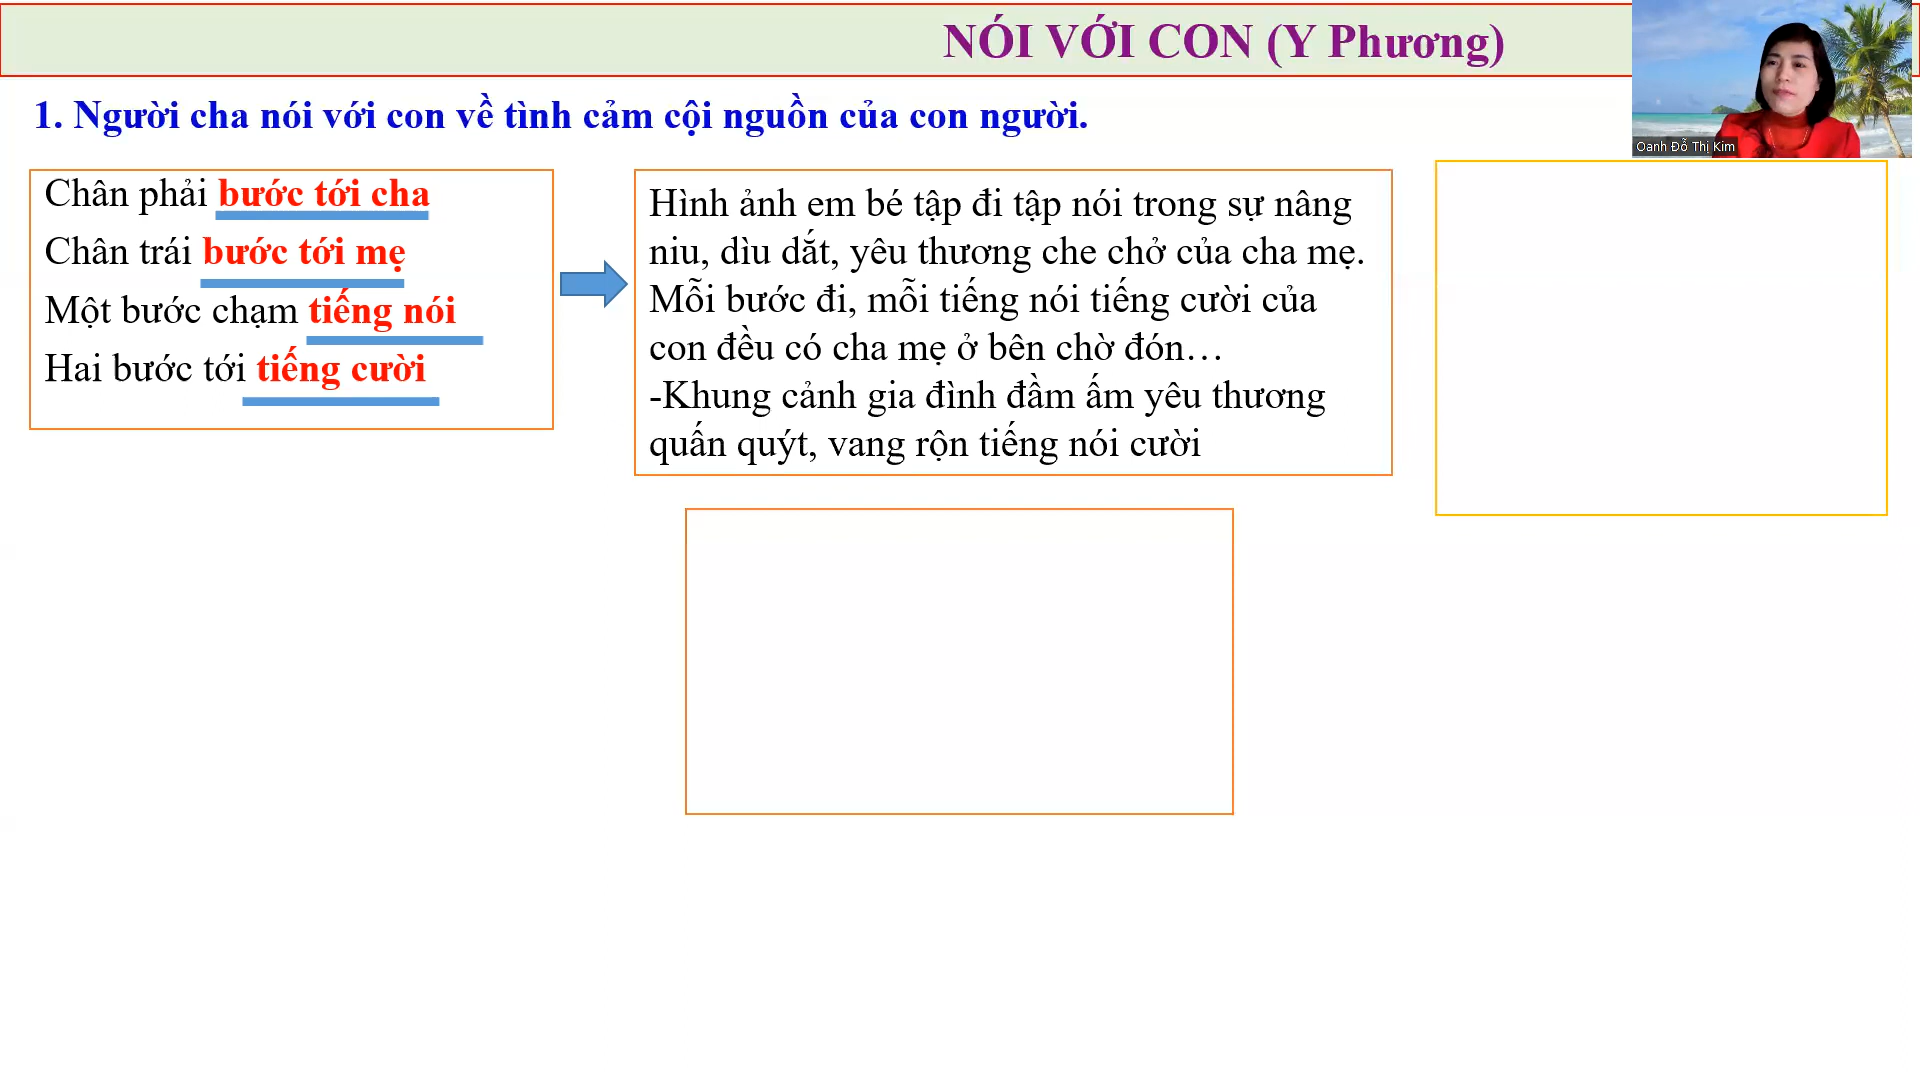 NÓI VỚI CON (Y Phương)
Oanh Đỗ Thị Kim
1. Người cha nói với con về tình cảm cội nguồn của con người.
Chân phải bước tới cha
Chân trái bước tới mẹ
Một bước chạm tiếng nói
Hai bước tới tiếng cười
Hình ảnh em bé tập đi tập nói trong sự nâng
niu, dìu dắt, yêu thương che chở của cha mẹ.
Mỗi bước đi, mỗi tiếng nói tiếng cười của
con đều có cha mẹ ở bên chờ đón…
-Khung cảnh gia đình đầm ấm yêu thương
quấn quýt, vang rộn tiếng nói cười